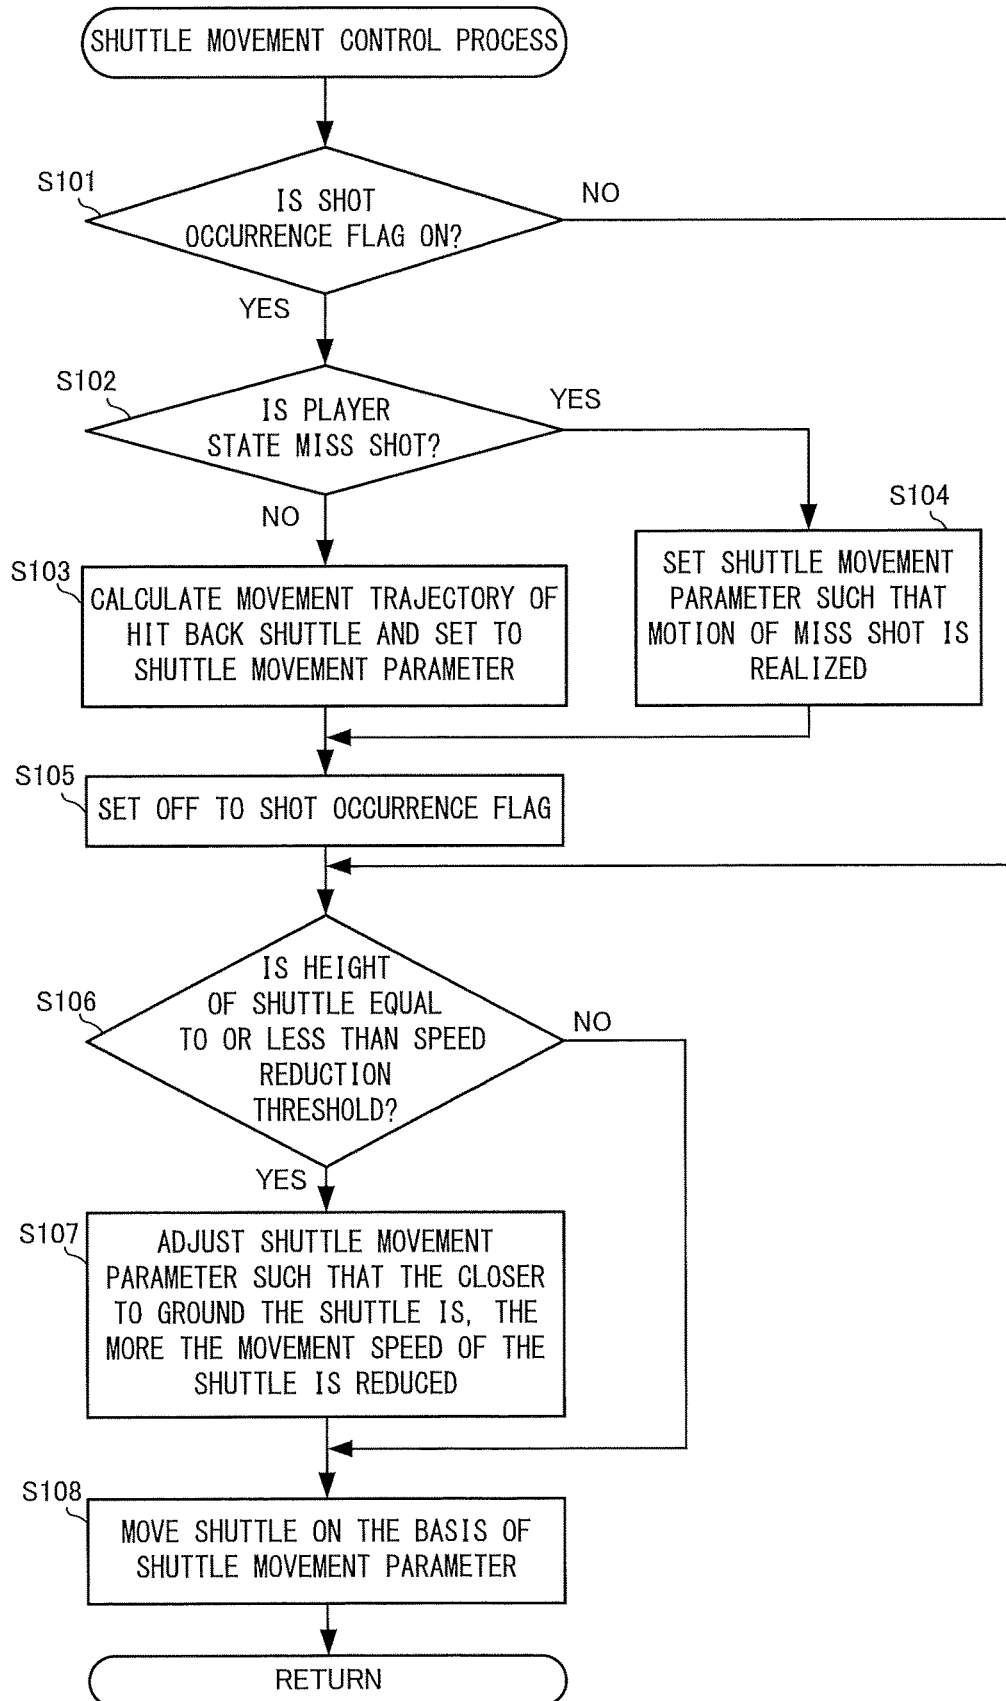 SHUTTLE MOVEMENT CONTROL PROCESS
S101
IS SHOT
OCCURRENCE FLAG ON?
NO
YES
S102
IS PLAYER
STATE MISS SHOT?
YES
NO
S103
CALCULATE MOVEMENT TRAJECTORY OF
HIT BACK SHUTTLE AND SET TO
SHUTTLE MOVEMENT PARAMETER
S104
SET SHUTTLE MOVEMENT
PARAMETER SUCH THAT
MOTION OF MISS SHOT IS
REALIZED
S105
SET OFF TO SHOT OCCURRENCE FLAG
S106
IS HEIGHT
OF SHUTTLE EQUAL
TO OR LESS THAN SPEED
REDUCTION
THRESHOLD?
NO
YES
S107
ADJUST SHUTTLE MOVEMENT
PARAMETER SUCH THAT THE CLOSER
TO GROUND THE SHUTTLE IS, THE
MORE THE MOVEMENT SPEED OF THE
SHUTTLE IS REDUCED
S108
MOVE SHUTTLE ON THE BASIS OF
SHUTTLE MOVEMENT PARAMETER
RETURN